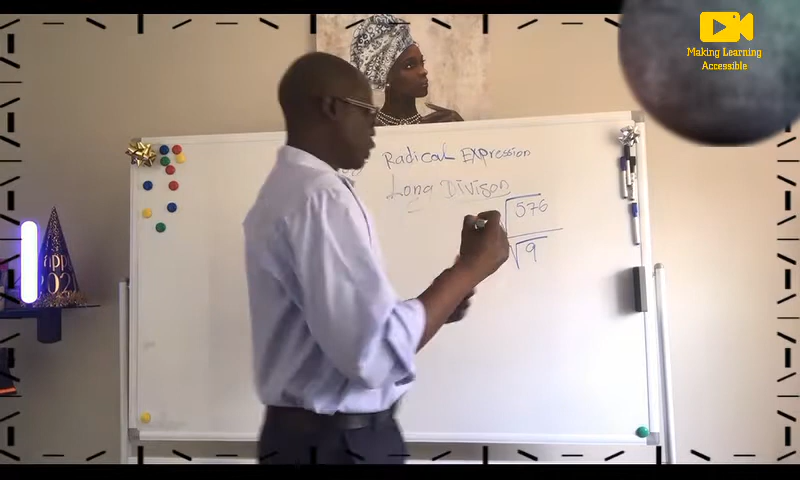 Making Learning
Accessible
Radical Expression
Long Divison
√576
√9